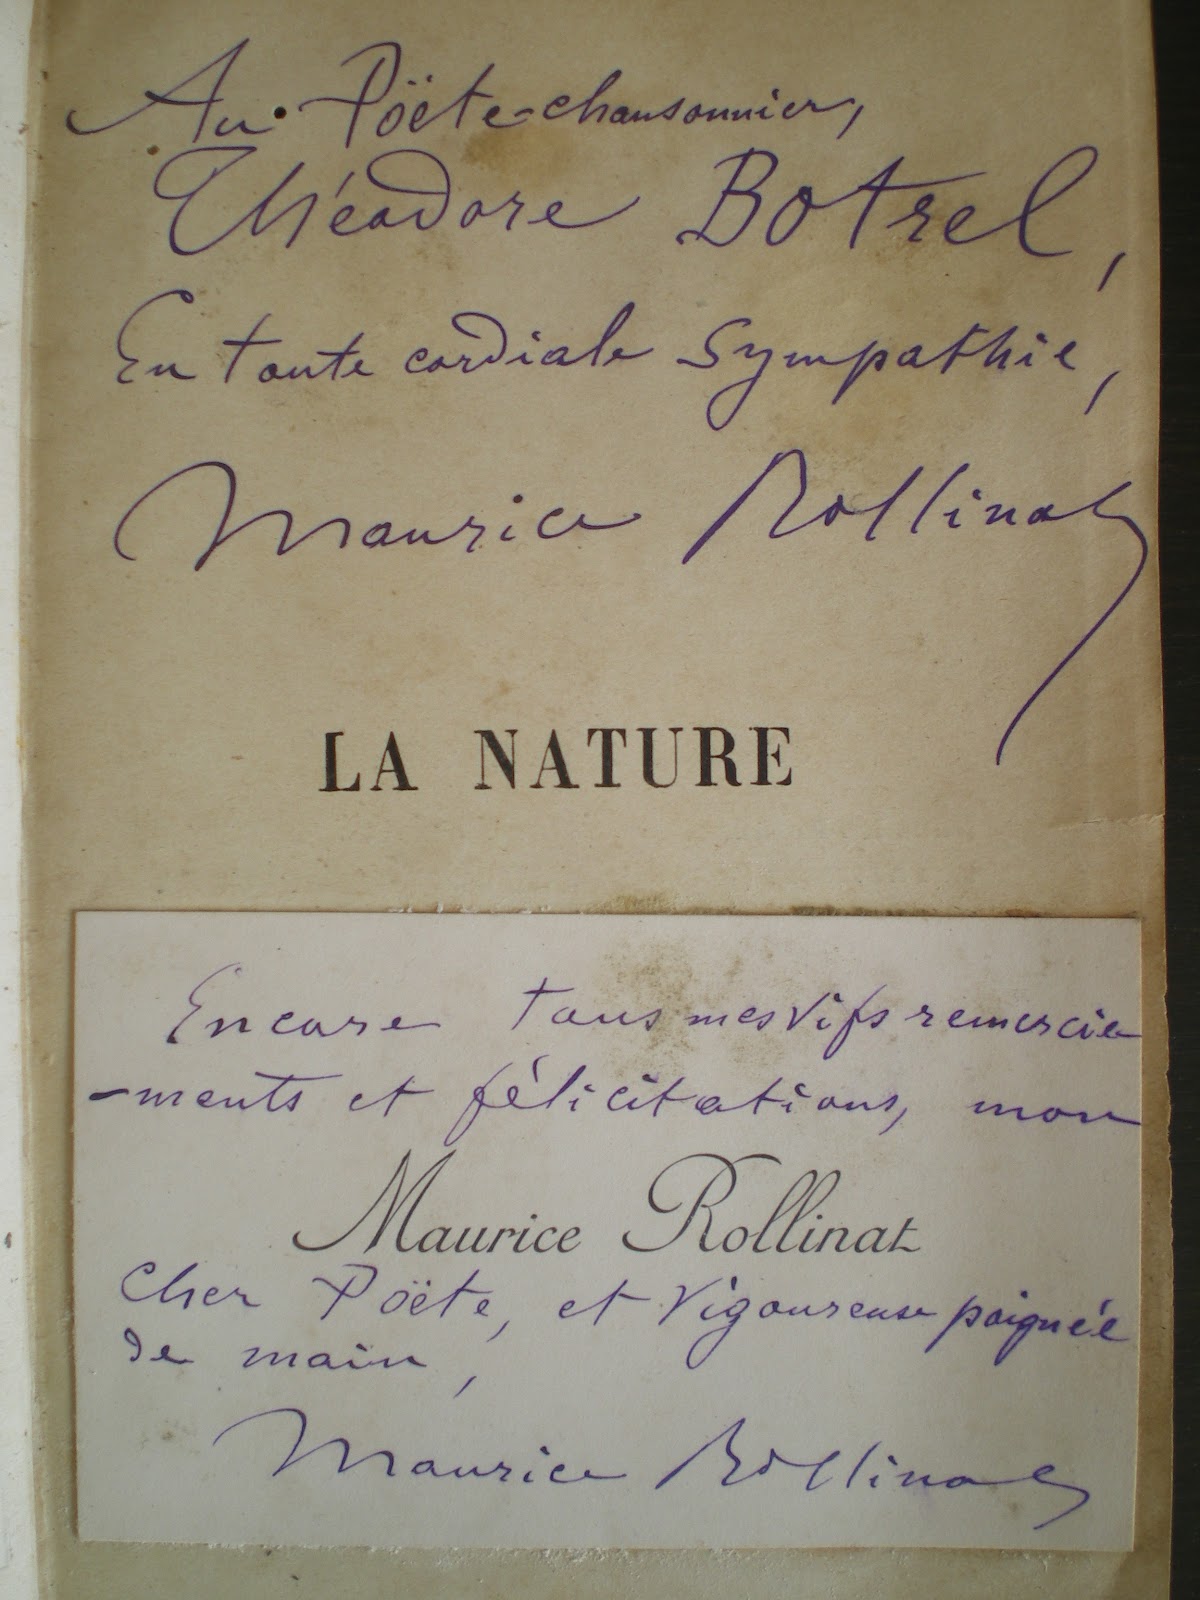 Au Poëte-chansonnier,
Théodore Botrel,
En toute cordiale Sympathie,
Maurice Rollinat
LA NATURE
Encore tous mes vifs remercie
-ments et félicitations, mon
Maurice Rollinat
Cher Poëte, et vigoureuse poignée
de main,
Maurice Rollinat